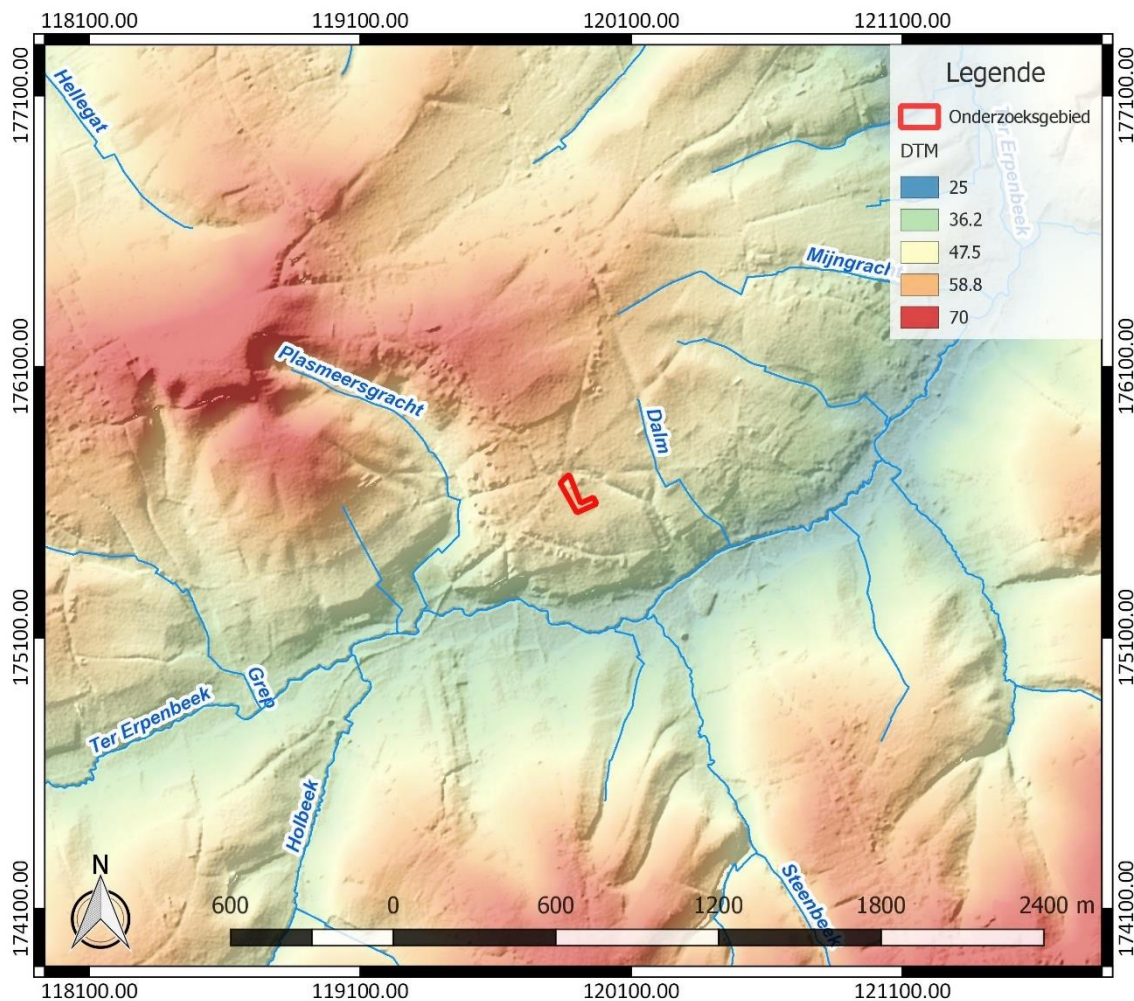 118100.00 119100.00 120100.00 121100.00
177100.00
177100.00
Legende
Onderzoeksgebied
DTM
25
36.2
47.5
58.8
70
Hellegat
Ter Erpenbeek
Mijngracht
176100.00
176100.00
Plasmeersgracht
Dalm
175100.00
175100.00
Grep
Ter Erpenbeek
Holbeek
Steenbeek
174100.00
174100.00
N
600 0 600 1200 1800 2400 m
118100.00 119100.00 120100.00 121100.00